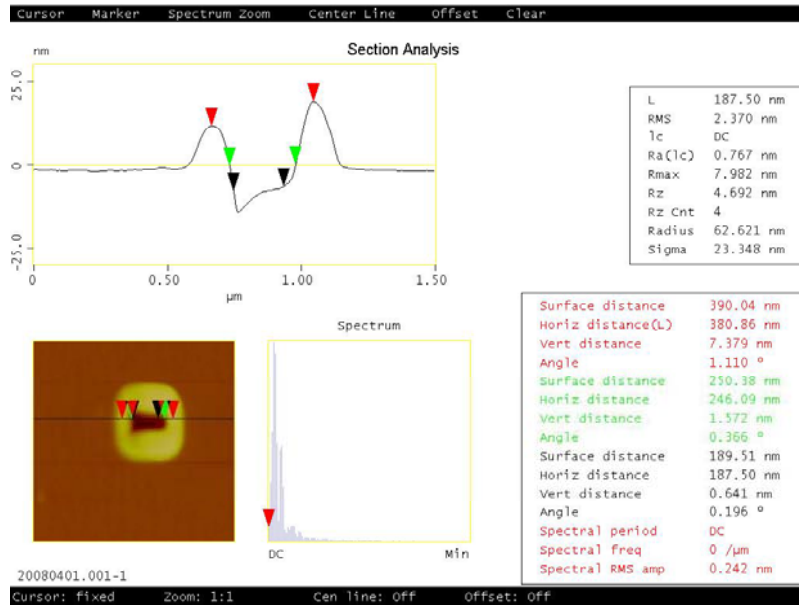 Cursor Marker Spectrum Zoom Center Line Offset Clear
Section Analysis
nm
25.0
0
-25.0
0 0.50 1.00 1.50
µm
L 187.50 nm
RMS 2.370 nm
lc DC
Ra(lc) 0.767 nm
Rmax 7.982 nm
Rz 4.692 nm
Rz Cnt 4
Radius 62.621 nm
Sigma 23.348 nm
Spectrum
DC Min
Surface distance 390.04 nm
Horiz distance(L) 380.86 nm
Vert distance 7.379 nm
Angle 1.110 º
Surface distance 250.38 nm
Horiz distance 246.09 nm
Vert distance 1.572 nm
Angle 0.366 º
Surface distance 189.51 nm
Horiz distance 187.50 nm
Vert distance 0.641 nm
Angle 0.196 º
Spectral period DC
Spectral freq 0 /µm
Spectral RMS amp 0.242 nm
20080401.001-1
Cursor: fixed Zoom: 1:1 Cen line: Off Offset: Off